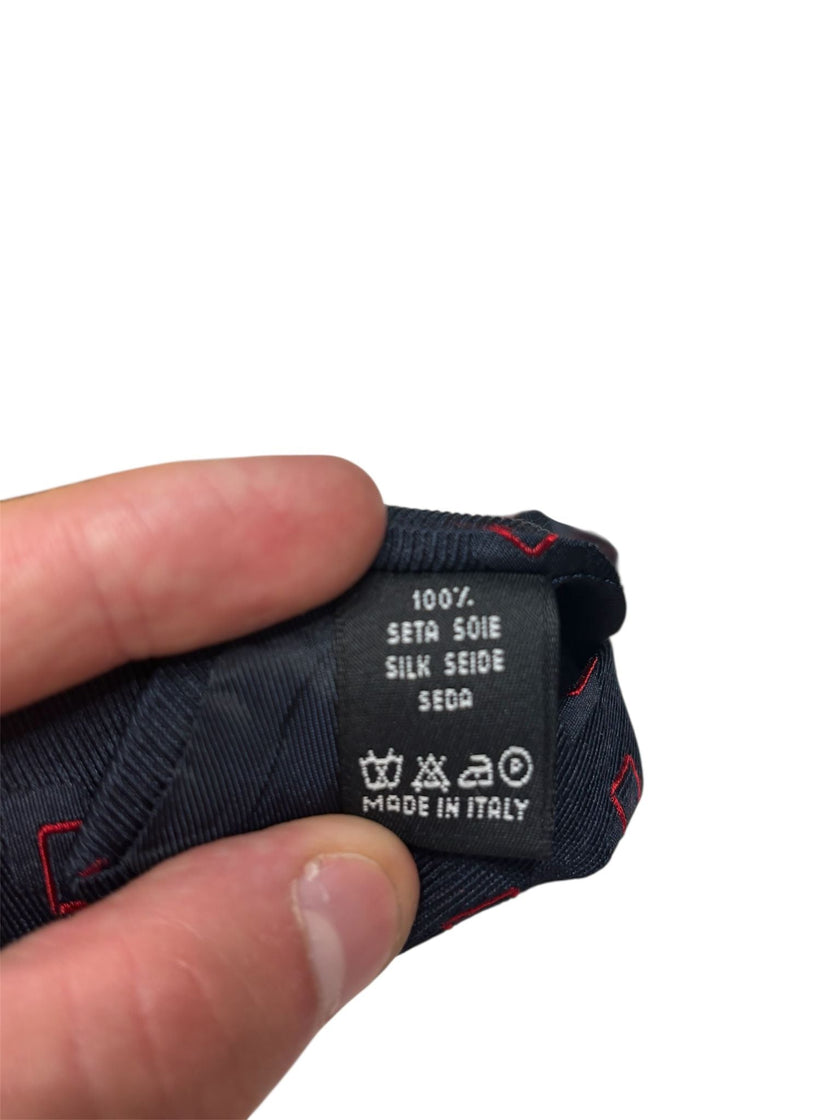 100%
SETA SOIE
SILK SEIDE
SEDA
P
MADE IN ITALY